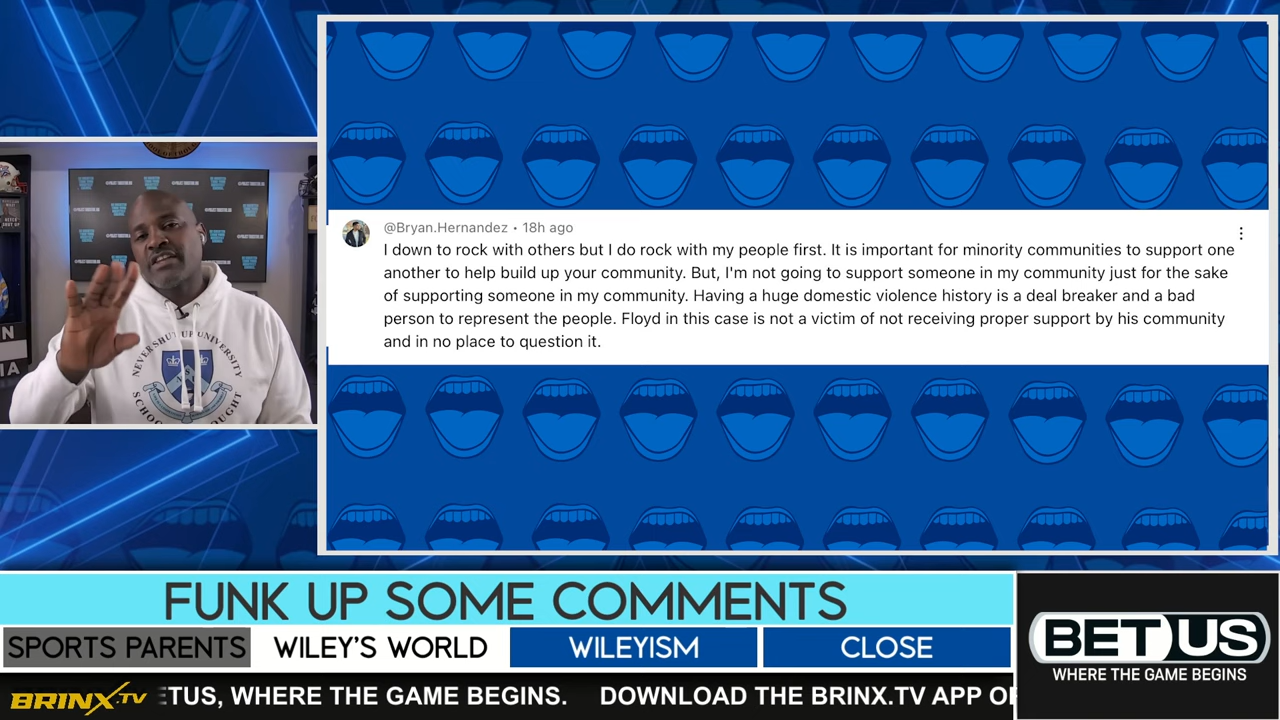 @Bryan.Hernandez • 18h ago
I down to rock with others but I do rock with my people first. It is important for minority communities to support one
another to help build up your community. But, I'm not going to support someone in my community just for the sake
of supporting someone in my community. Having a huge domestic violence history is a deal breaker and a bad
person to represent the people. Floyd in this case is not a victim of not receiving proper support by his community
and in no place to question it.
NEVER SHUT UP UNIVERSITY
FUNK UP SOME COMMENTS
SPORTS PARENTS
WILEY'S WORLD
WILEYISM
CLOSE
BETUS
WHERE THE GAME BEGINS
BRINX.TV
ETUS, WHERE THE GAME BEGINS. DOWNLOAD THE BRINX.TV APP